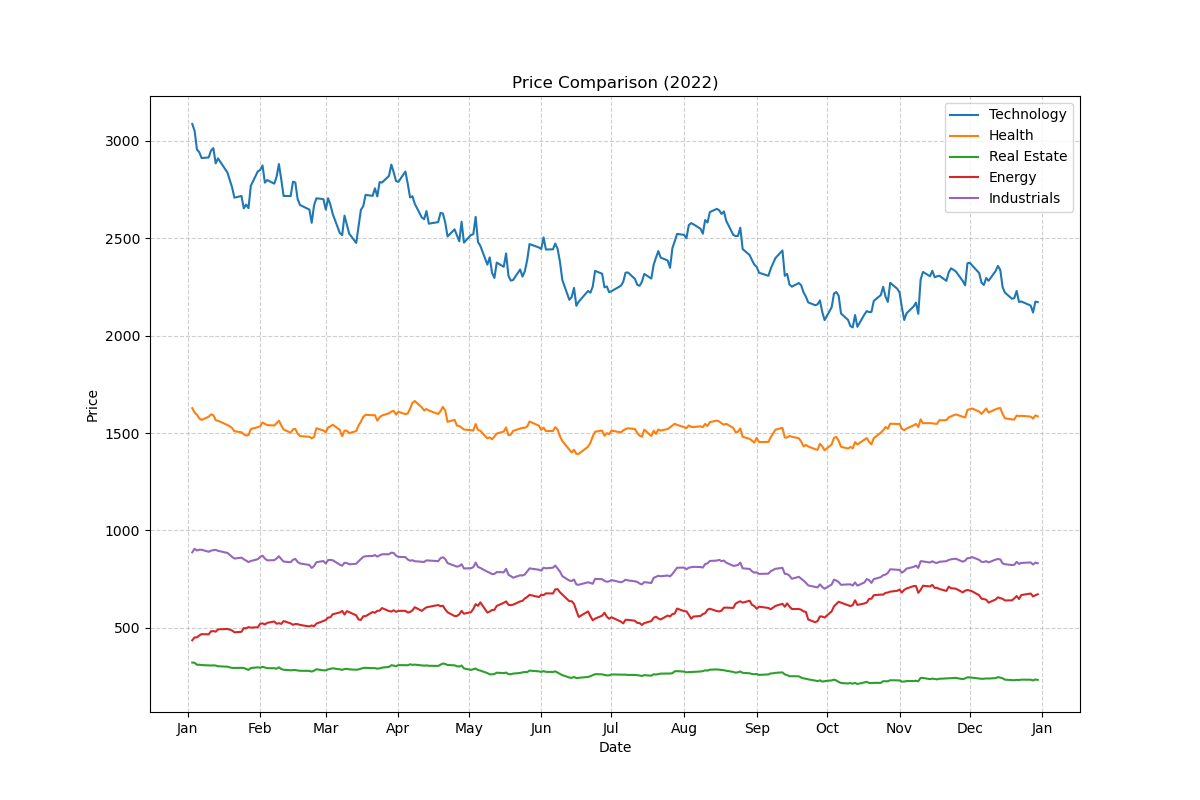 Price Comparison (2022)
Technology
Health
Real Estate
Energy
Industrials
3000
2500
2000
1500
1000
500
Price
Jan Feb Mar Apr May Jun Jul Aug Sep Oct Nov Dec Jan
Date